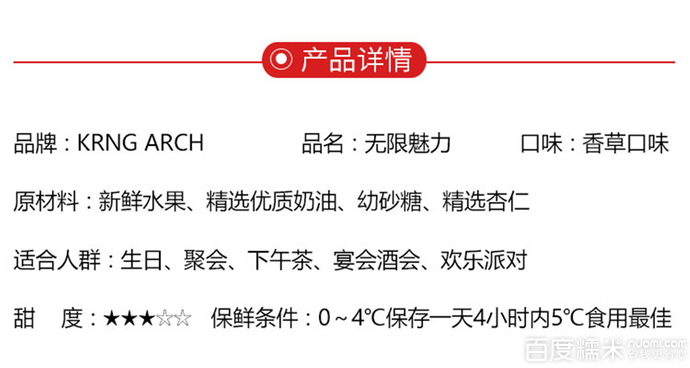 产品详情
品牌：KRNG ARCH 品名：无限魅力 口味：香草口味
原材料：新鲜水果、精选优质奶油、幼砂糖、精选杏仁
适合人群：生日、聚会、下午茶、宴会酒会、欢乐派对
甜 度：★★★☆☆ 保鲜条件：0～4℃保存一天4小时内5℃食用最佳
百度糯米 nuomi.com